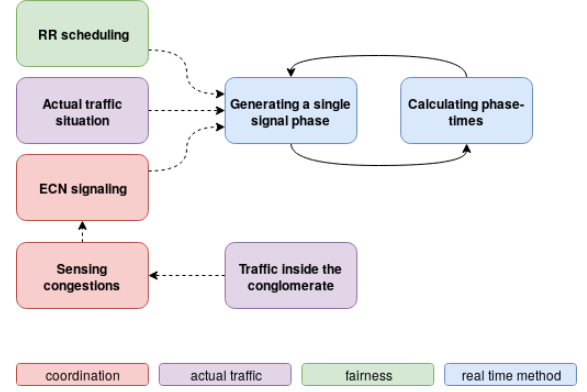 RR scheduling
Actual traffic
situation
Generating a single
signal phase
Calculating phase-
times
ECN signaling
Sensing
congestions
Traffic inside the
conglomerate
coordination
actual traffic
fairness
real time method